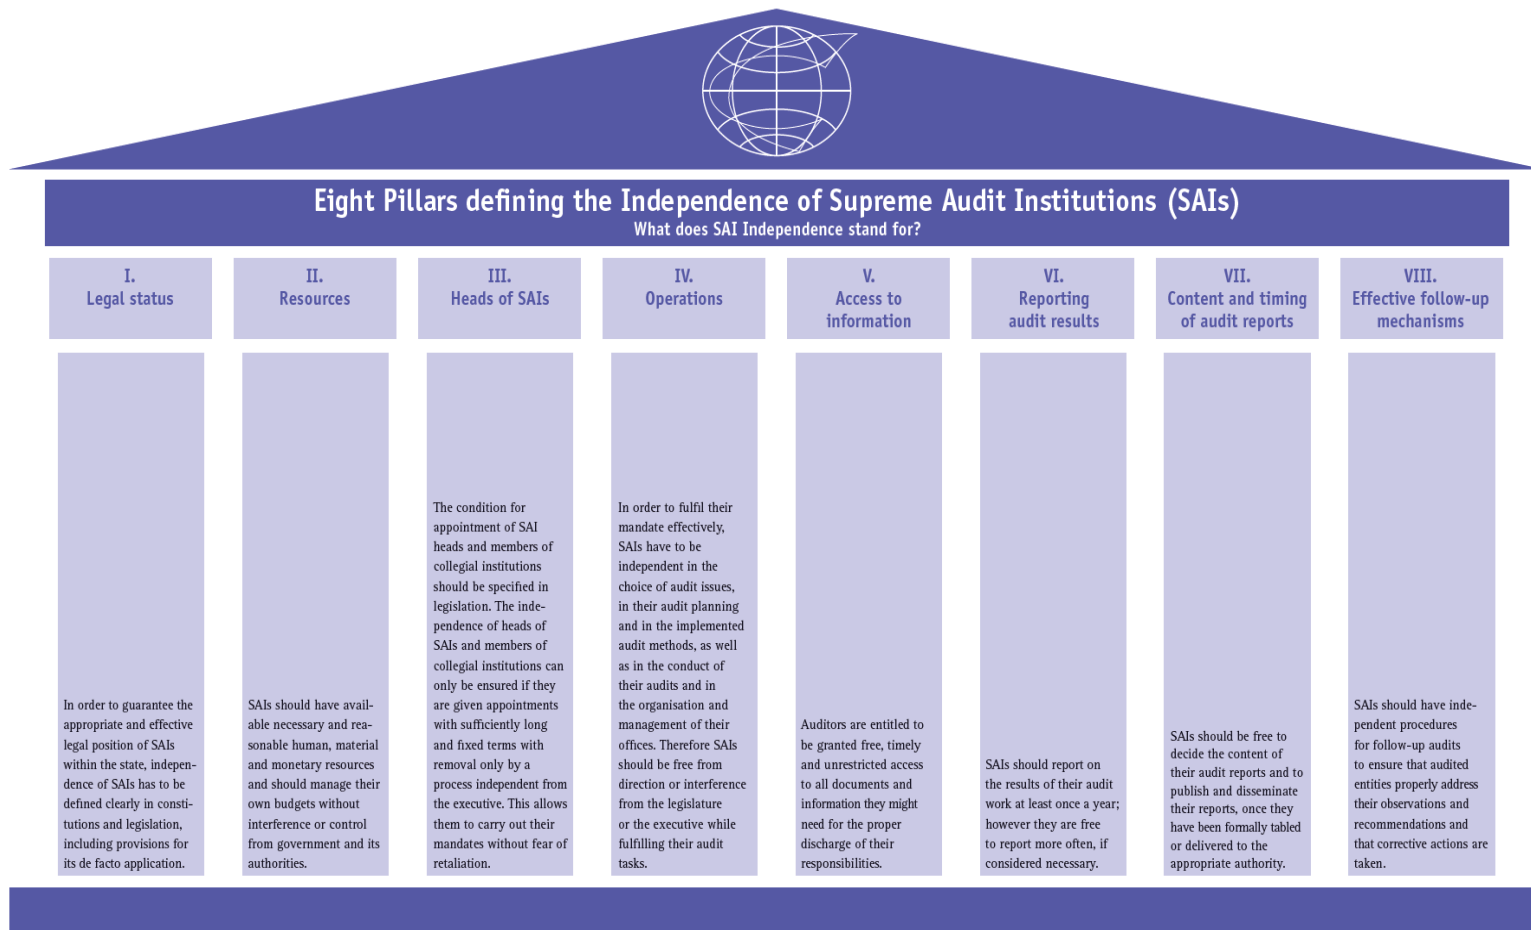 Eight Pillars defining the Independence of Supreme Audit Institutions (SAIs)
What does SAI Independence stand for?
I.
Legal status
In order to guarantee the
appropriate and effective
legal position of SAIs
within the state, indepen-
dence of SAIs has to be
defined clearly in consti-
tutions and legislation,
including provisions for
its de facto application.
II.
Resources
SAIs should have avail-
able necessary and rea-
sonable human, material
and monetary resources
and should manage their
own budgets without
interference or control
from government and its
authorities.
III.
Heads of SAIs
The condition for
appointment of SAI
heads and members of
collegial institutions
should be specified in
legislation. The inde-
pendence of heads of
SAIs and members of
collegial institutions can
only be ensured if they
are given appointments
with sufficiently long
and fixed terms with
removal only by a
process independent from
the executive. This allows
them to carry out their
mandates without fear of
retaliation.
IV.
Operations
In order to fulfil their
mandate effectively,
SAIs have to be
independent in the
choice of audit issues,
in their audit planning
and in the implemented
audit methods, as well
as in the conduct of
their audits and in
the organisation and
management of their
offices. Therefore SAIs
should be free from
direction or interference
from the legislature
or the executive while
fulfilling their audit
tasks.
V.
Access to
information
Auditors are entitled to
be granted free, timely
and unrestricted access
to all documents and
information they might
need for the proper
discharge of their
responsibilities.
VI.
Reporting
audit results
SAIs should report on
the results of their audit
work at least once a year;
however they are free
to report more often, if
considered necessary.
VII.
Content and timing
of audit reports
SAIs should be free to
decide the content of
their audit reports and to
publish and disseminate
their reports, once they
have been formally tabled
or delivered to the
appropriate authority.
VIII.
Effective follow-up
mechanisms
SAIs should have inde-
pendent procedures
for follow-up audits
to ensure that audited
entities properly address
their observations and
recommendations and
that corrective actions are
taken.